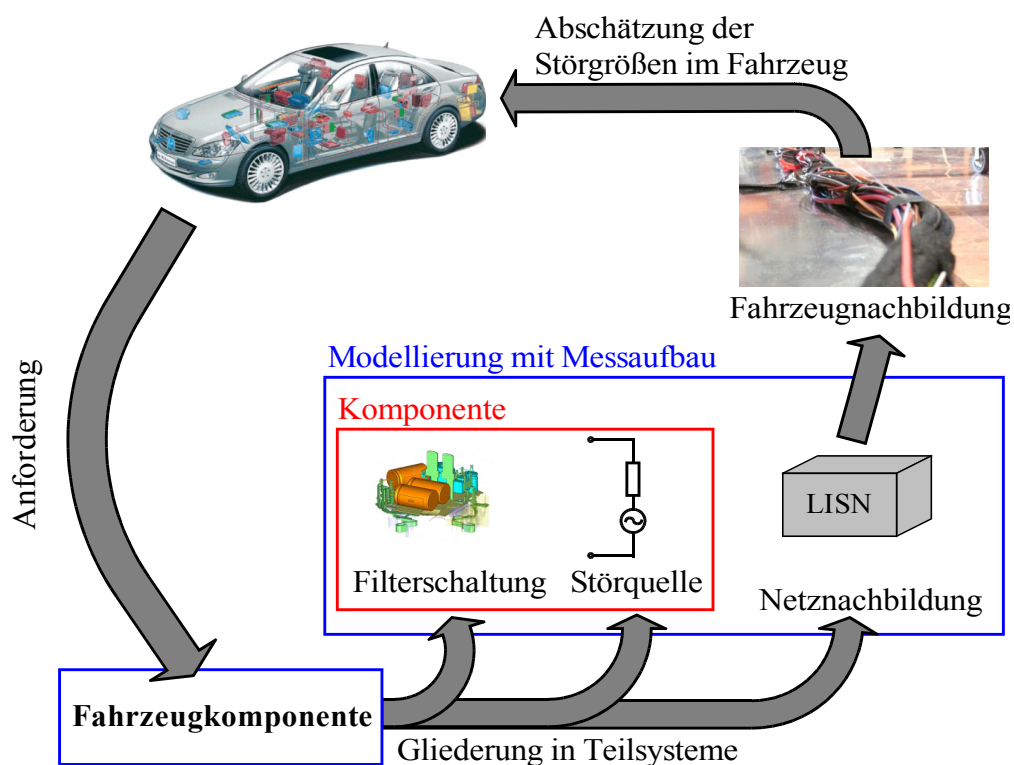 Abschätzung der
Störgrößen im Fahrzeug
Fahrzeugnachbildung
Anforderung
Modellierung mit Messaufbau
Komponente
LISN
Filterschaltung
Störquelle
Netznachbildung
Fahrzeugkomponente
Gliederung in Teilsysteme